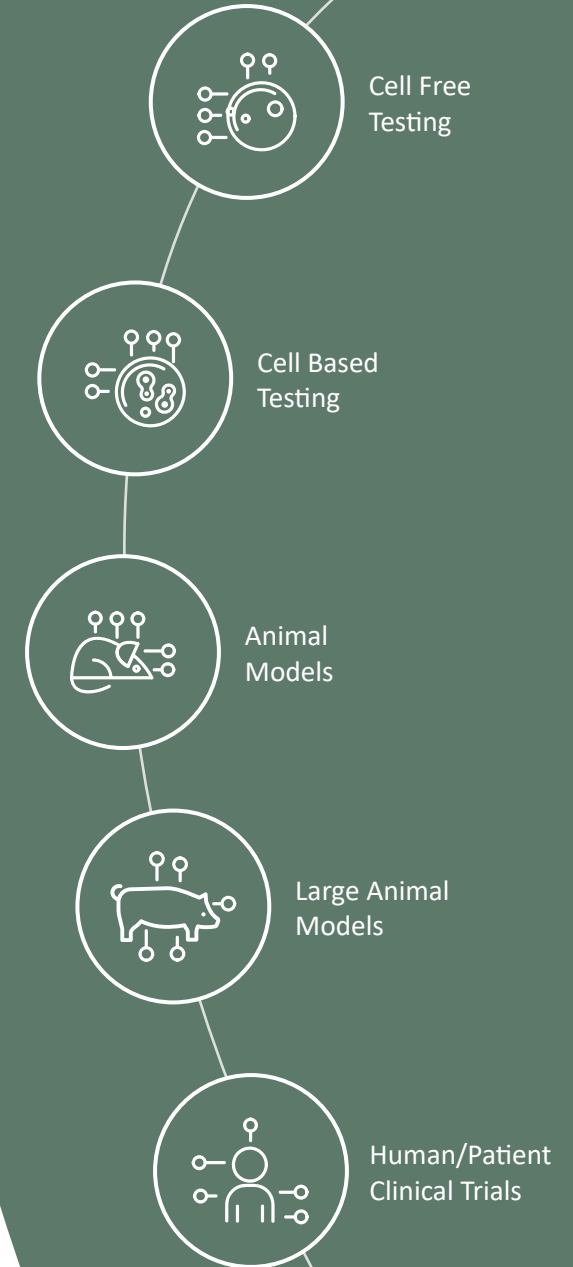 Cell Free
Testing
Cell Based
Testing
Animal
Models
Large Animal
Models
Human/Patient
Clinical Trials